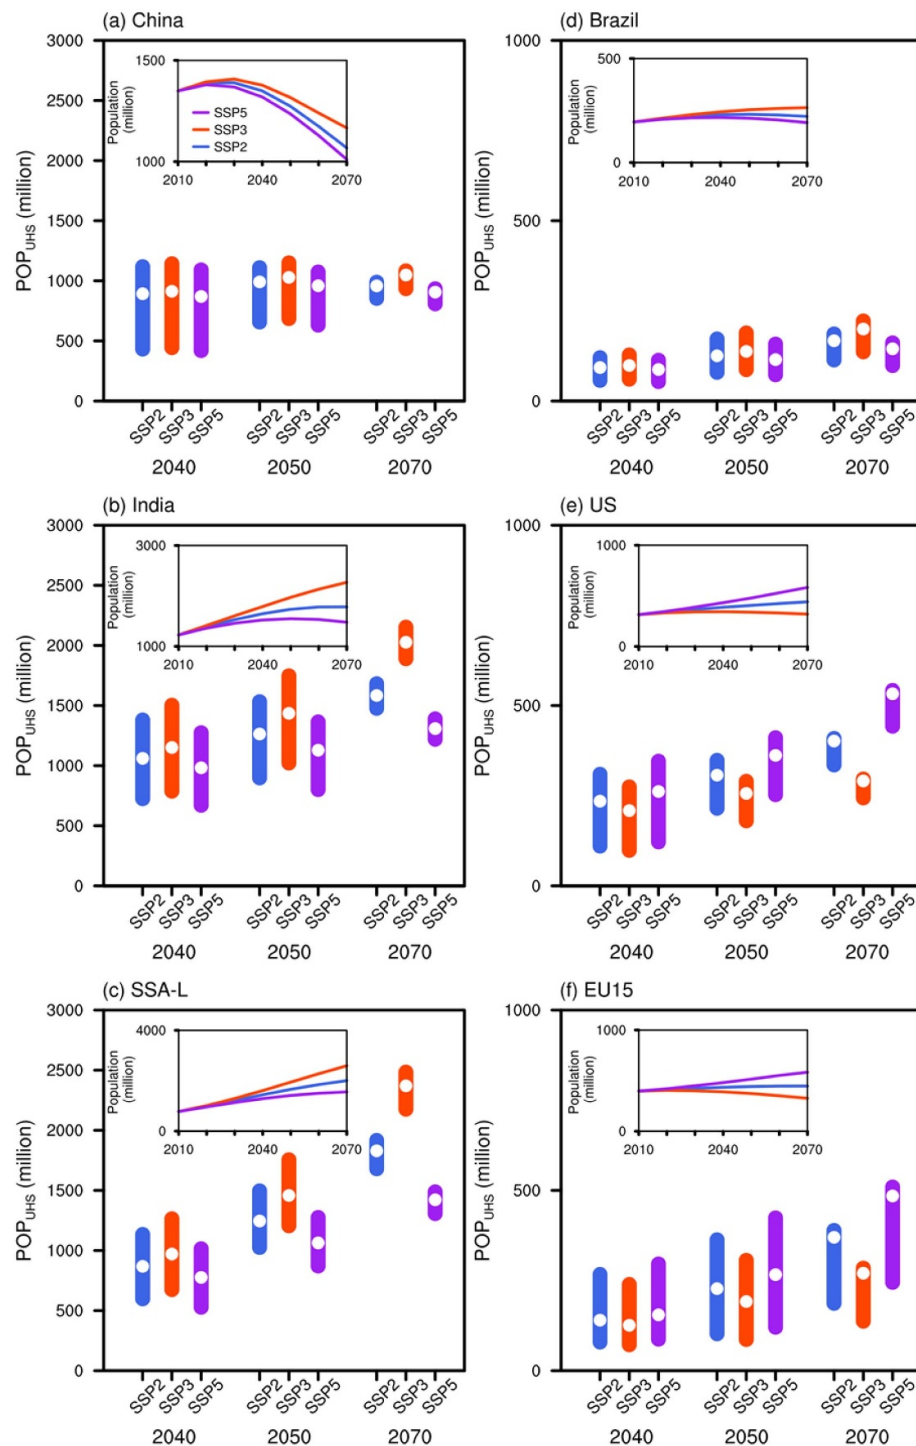 (a) China
3000
2500
2000
1500
1000
500
0
POP_UHS (million)
1500
1000
Population
(million)
SSP5
SSP3
SSP2
2010 2040 2070
SSP2 SSP3 SSP5 SSP2 SSP3 SSP5 SSP2 SSP3 SSP5
2040 2050 2070
(d) Brazil
1000
500
0
POP_UHS (million)
500
0
Population
(million)
2010 2040 2070
SSP2 SSP3 SSP5 SSP2 SSP3 SSP5 SSP2 SSP3 SSP5
2040 2050 2070
(b) India
3000
2500
2000
1500
1000
500
0
POP_UHS (million)
3000
1000
Population
(million)
2010 2040 2070
SSP2 SSP3 SSP5 SSP2 SSP3 SSP5 SSP2 SSP3 SSP5
2040 2050 2070
(e) US
1000
500
0
POP_UHS (million)
1000
0
Population
(million)
2010 2040 2070
SSP2 SSP3 SSP5 SSP2 SSP3 SSP5 SSP2 SSP3 SSP5
2040 2050 2070
(c) SSA-L
3000
2500
2000
1500
1000
500
0
POP_UHS (million)
4000
0
Population
(million)
2010 2040 2070
SSP2 SSP3 SSP5 SSP2 SSP3 SSP5 SSP2 SSP3 SSP5
2040 2050 2070
(f) EU15
1000
500
0
POP_UHS (million)
1000
0
Population
(million)
2010 2040 2070
SSP2 SSP3 SSP5 SSP2 SSP3 SSP5 SSP2 SSP3 SSP5
2040 2050 2070